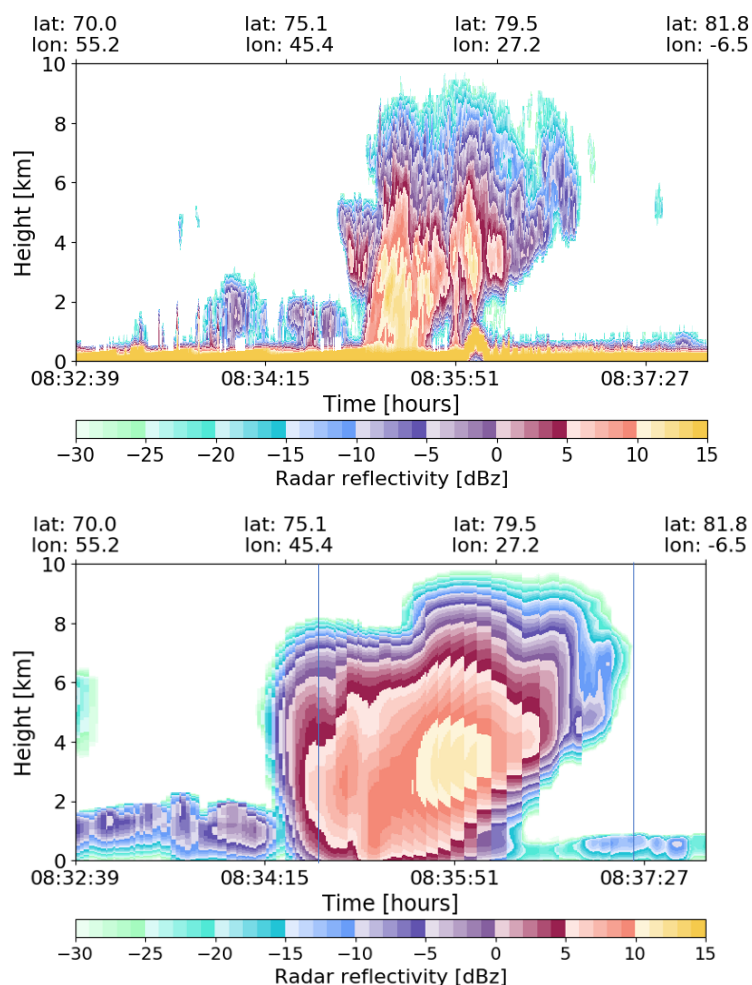 lat: 70.0 lat: 75.1 lat: 79.5 lat: 81.8
lon: 55.2 lon: 45.4 lon: 27.2 lon: -6.5
10
8
6
4
2
0
Height [km]
08:32:39 08:34:15 08:35:51 08:37:27
Time [hours]
−30 −25 −20 −15 −10 −5 0 5 10 15
Radar reflectivity [dBz]
lat: 70.0 lat: 75.1 lat: 79.5 lat: 81.8
lon: 55.2 lon: 45.4 lon: 27.2 lon: -6.5
10
8
6
4
2
0
Height [km]
08:32:39 08:34:15 08:35:51 08:37:27
Time [hours]
−30 −25 −20 −15 −10 −5 0 5 10 15
Radar reflectivity [dBz]